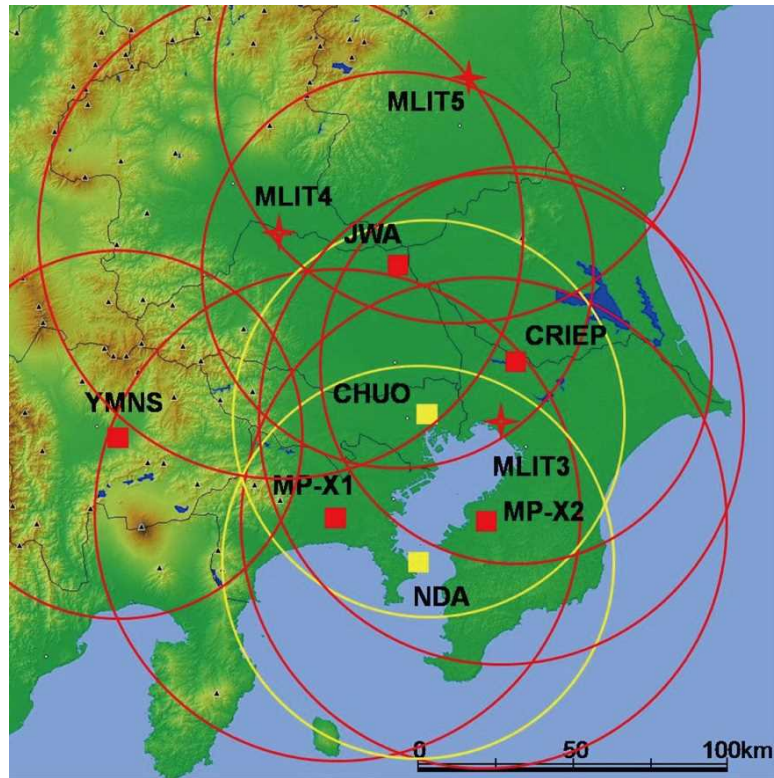 MLIT5
MLIT4
JWA
CRIEP
CHUO
YMNS
MLIT3
MP-X1
MP-X2
NDA
0 50 100km